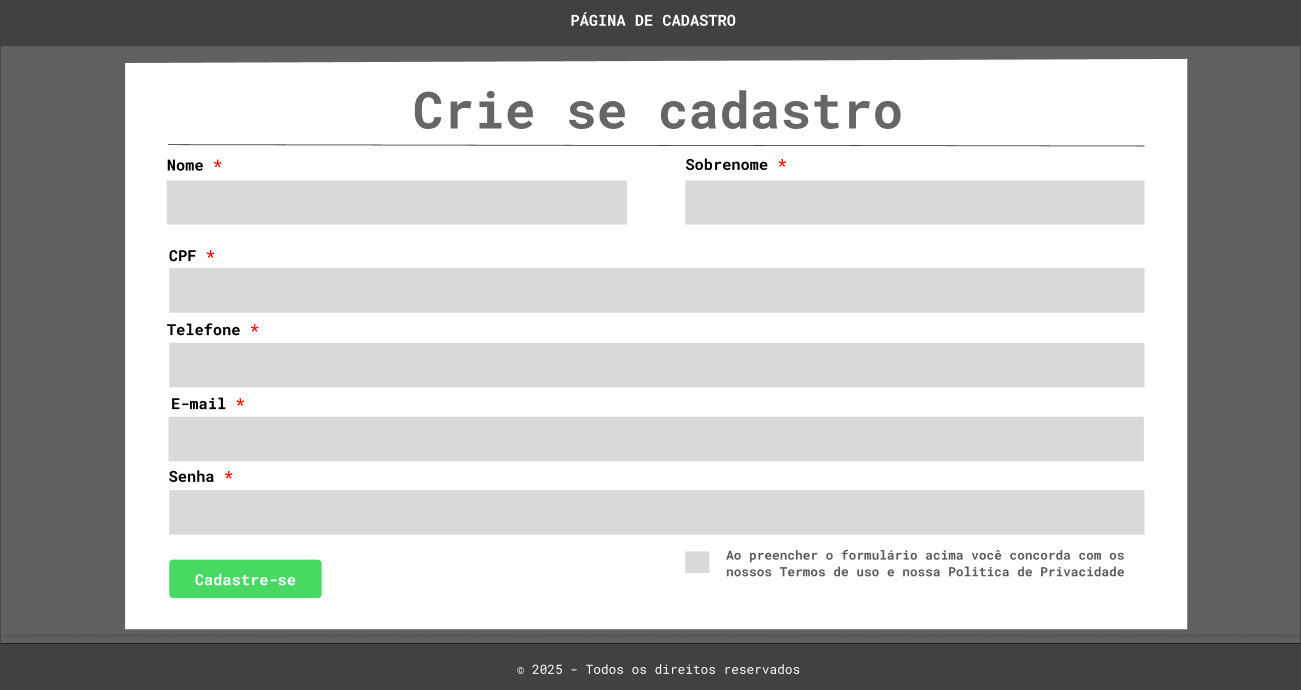 PÁGINA DE CADASTRO
Crie se cadastro
Nome *
Sobrenome *
CPF *
Telefone *
E-mail *
Senha *
Cadastre-se
Ao preencher o formulário acima você concorda com os
nossos Termos de uso e nossa Politica de Privacidade
© 2025 - Todos os direitos reservados